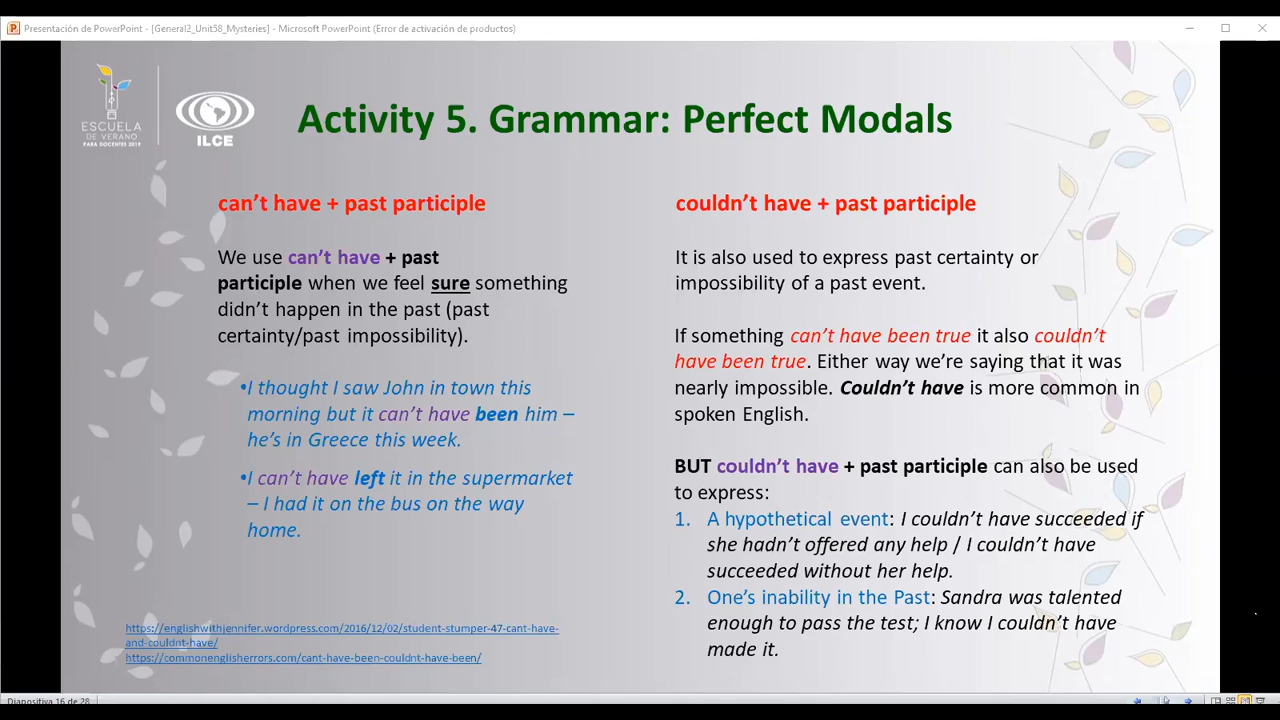 Presentación de PowerPoint - [General2_Unit58_Mysteries] - Microsoft PowerPoint (Error de activación de productos)
ESCUELA
DE VERANO
PARA DOCENTES 2019
ILCE
Activity 5. Grammar: Perfect Modals
can't have + past participle
We use can't have + past
participle when we feel sure something
didn't happen in the past (past
certainty/past impossibility).
•I thought I saw John in town this
morning but it can't have been him –
he's in Greece this week.
•I can't have left it in the supermarket
– I had it on the bus on the way
home.
https://englishwithjennifer.wordpress.com/2016/12/02/student-stumper-47-cant-have-
and-couldnt-have/
https://commonenglisherrors.com/cant-have-been-couldnt-have-been/
couldn't have + past participle
It is also used to express past certainty or
impossibility of a past event.
If something can't have been true it also couldn't
have been true. Either way we're saying that it was
nearly impossible. Couldn't have is more common in
spoken English.
BUT couldn't have + past participle can also be used
to express:
1. A hypothetical event: I couldn't have succeeded if
she hadn't offered any help / I couldn't have
succeeded without her help.
2. One's inability in the Past: Sandra was talented
enough to pass the test; I know I couldn't have
made it.
Diapositiva 16 de 28